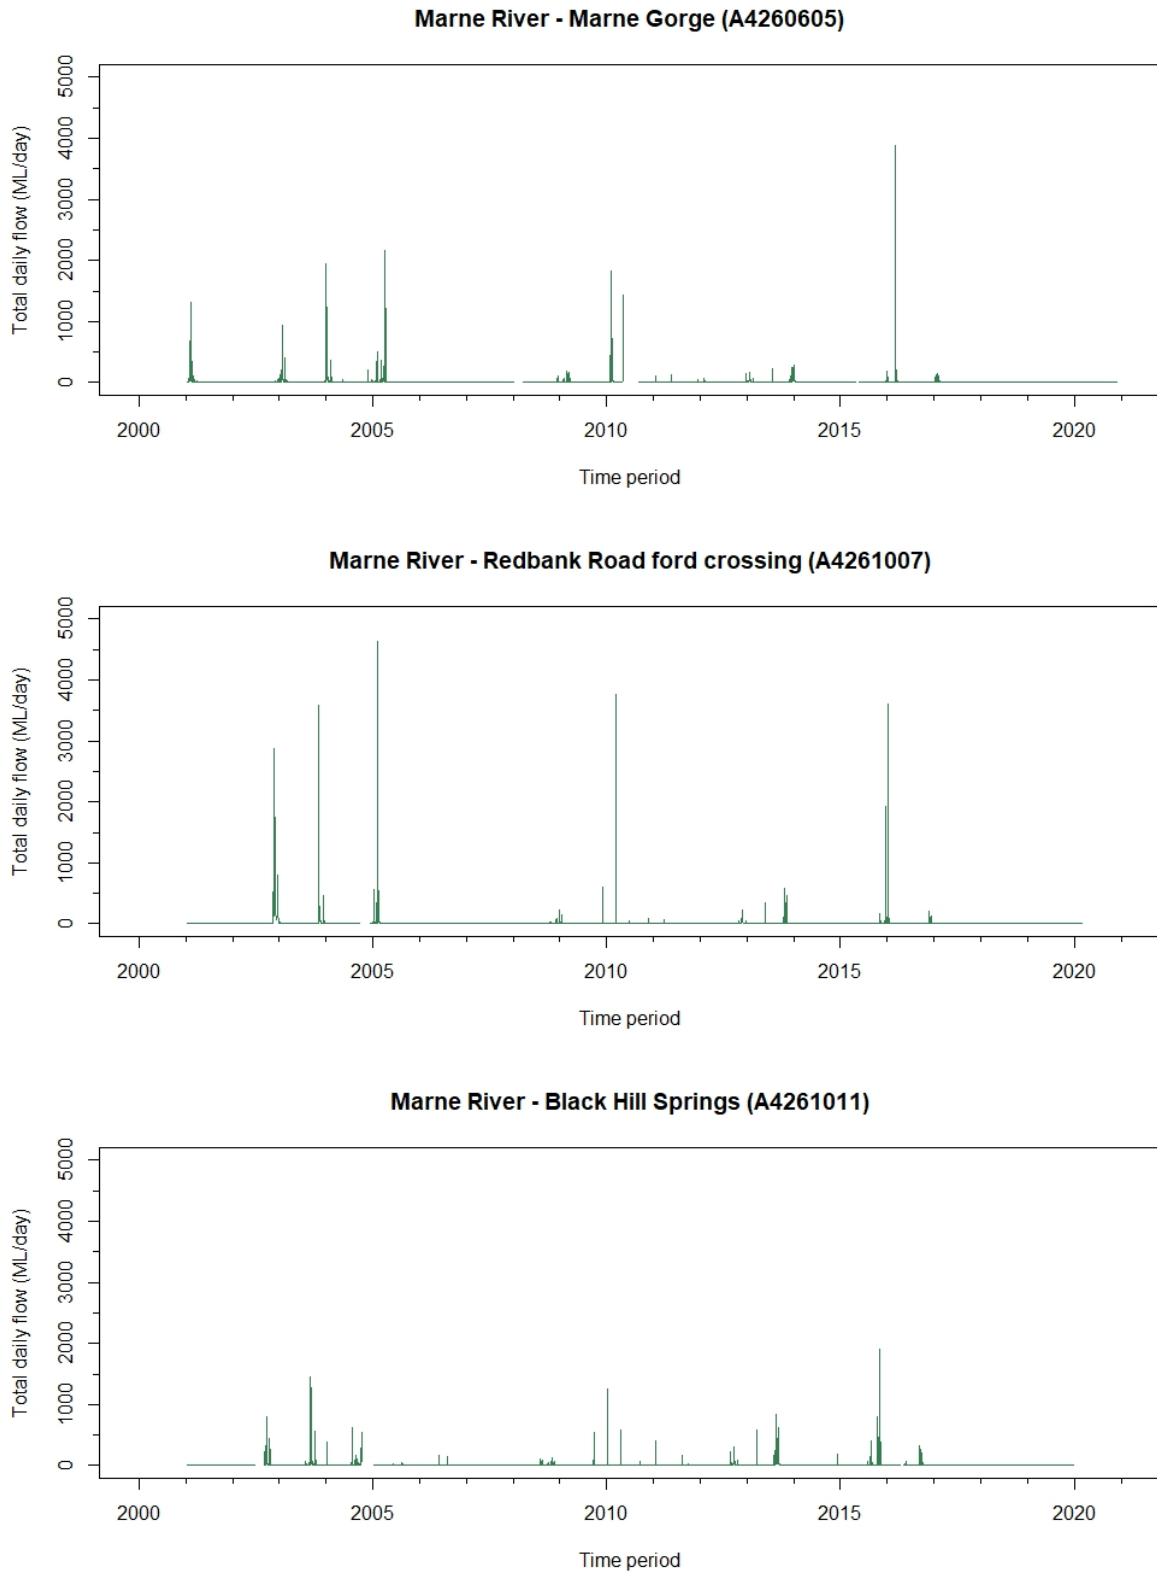 Marne River - Marne Gorge (A4260605)
Total daily flow (ML/day)
5000
4000
3000
2000
1000
0
2000 2005 2010 2015 2020
Time period
Marne River - Redbank Road ford crossing (A4261007)
Total daily flow (ML/day)
5000
4000
3000
2000
1000
0
2000 2005 2010 2015 2020
Time period
Marne River - Black Hill Springs (A4261011)
Total daily flow (ML/day)
5000
4000
3000
2000
1000
0
2000 2005 2010 2015 2020
Time period